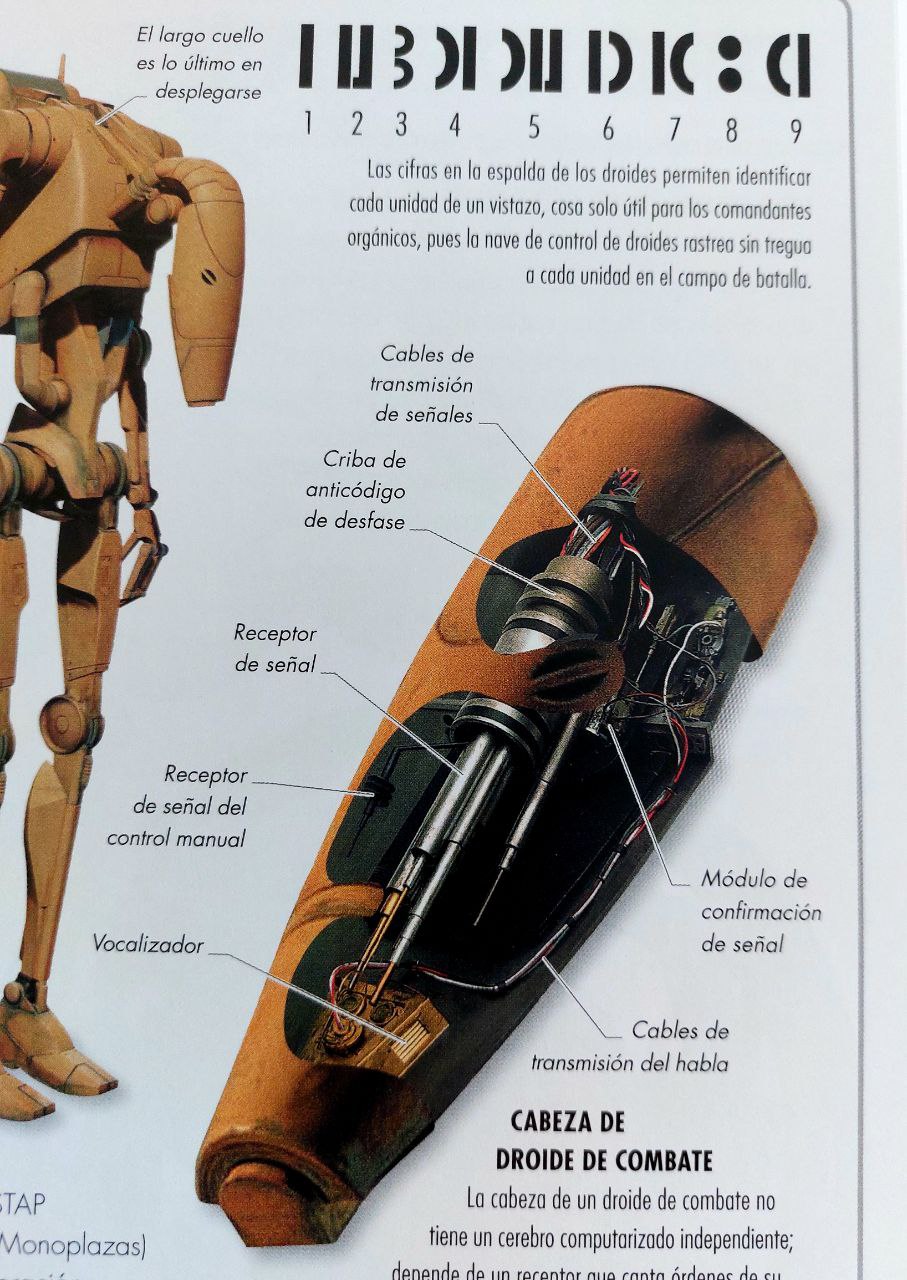 El largo cuello
es lo último en
desplegarse
1 2 3 4 5 6 7 8 9
Las cifras en la espalda de los droides permiten identificar
cada unidad de un vistazo, cosa solo útil para los comandantes
orgánicos, pues la nave de control de droides rastrea sin tregua
a cada unidad en el campo de batalla.
Cables de
transmisión
de señales
Criba de
anticódigo
de desfase
Receptor
de señal
Receptor
de señal del
control manual
Módulo de
confirmación
de señal
Vocalizador
Cables de
transmisión del habla
CABEZA DE
DROIDE DE COMBATE
La cabeza de un droide de combate no
tiene un cerebro computarizado independiente;
depende de un receptor que capta órdenes de su
STAP
Monoplazas)